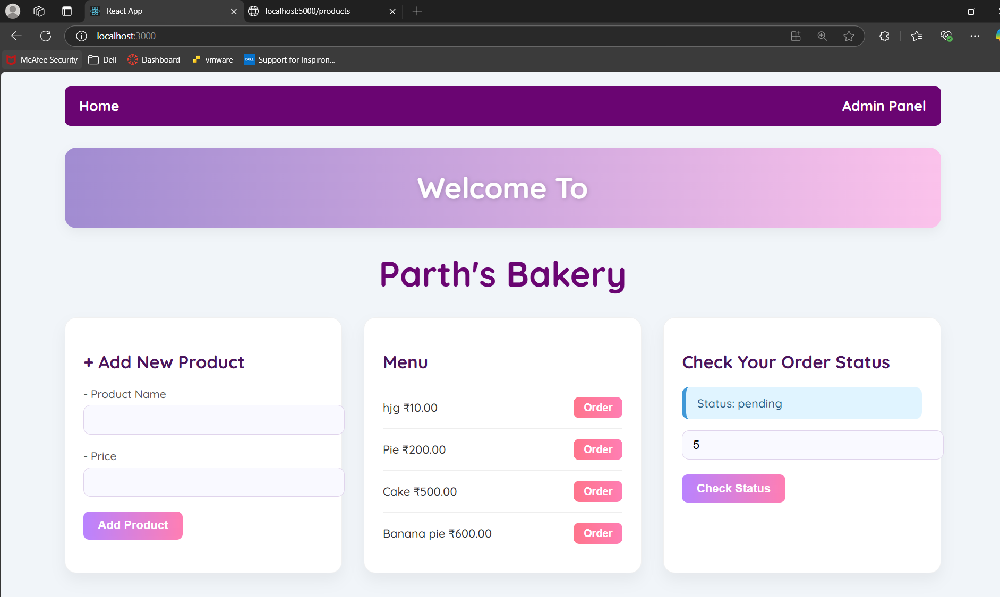 React App
localhost:5000/products
localhost:3000
McAfee Security
Dell
Dashboard
vmware
DELL
Support for Inspiron...
Home
Admin Panel
Welcome To
Parth's Bakery
+ Add New Product
- Product Name
- Price
Add Product
Menu
hjg ₹10.00
Order
Pie ₹200.00
Order
Cake ₹500.00
Order
Banana pie ₹600.00
Order
Check Your Order Status
Status: pending
5
Check Status